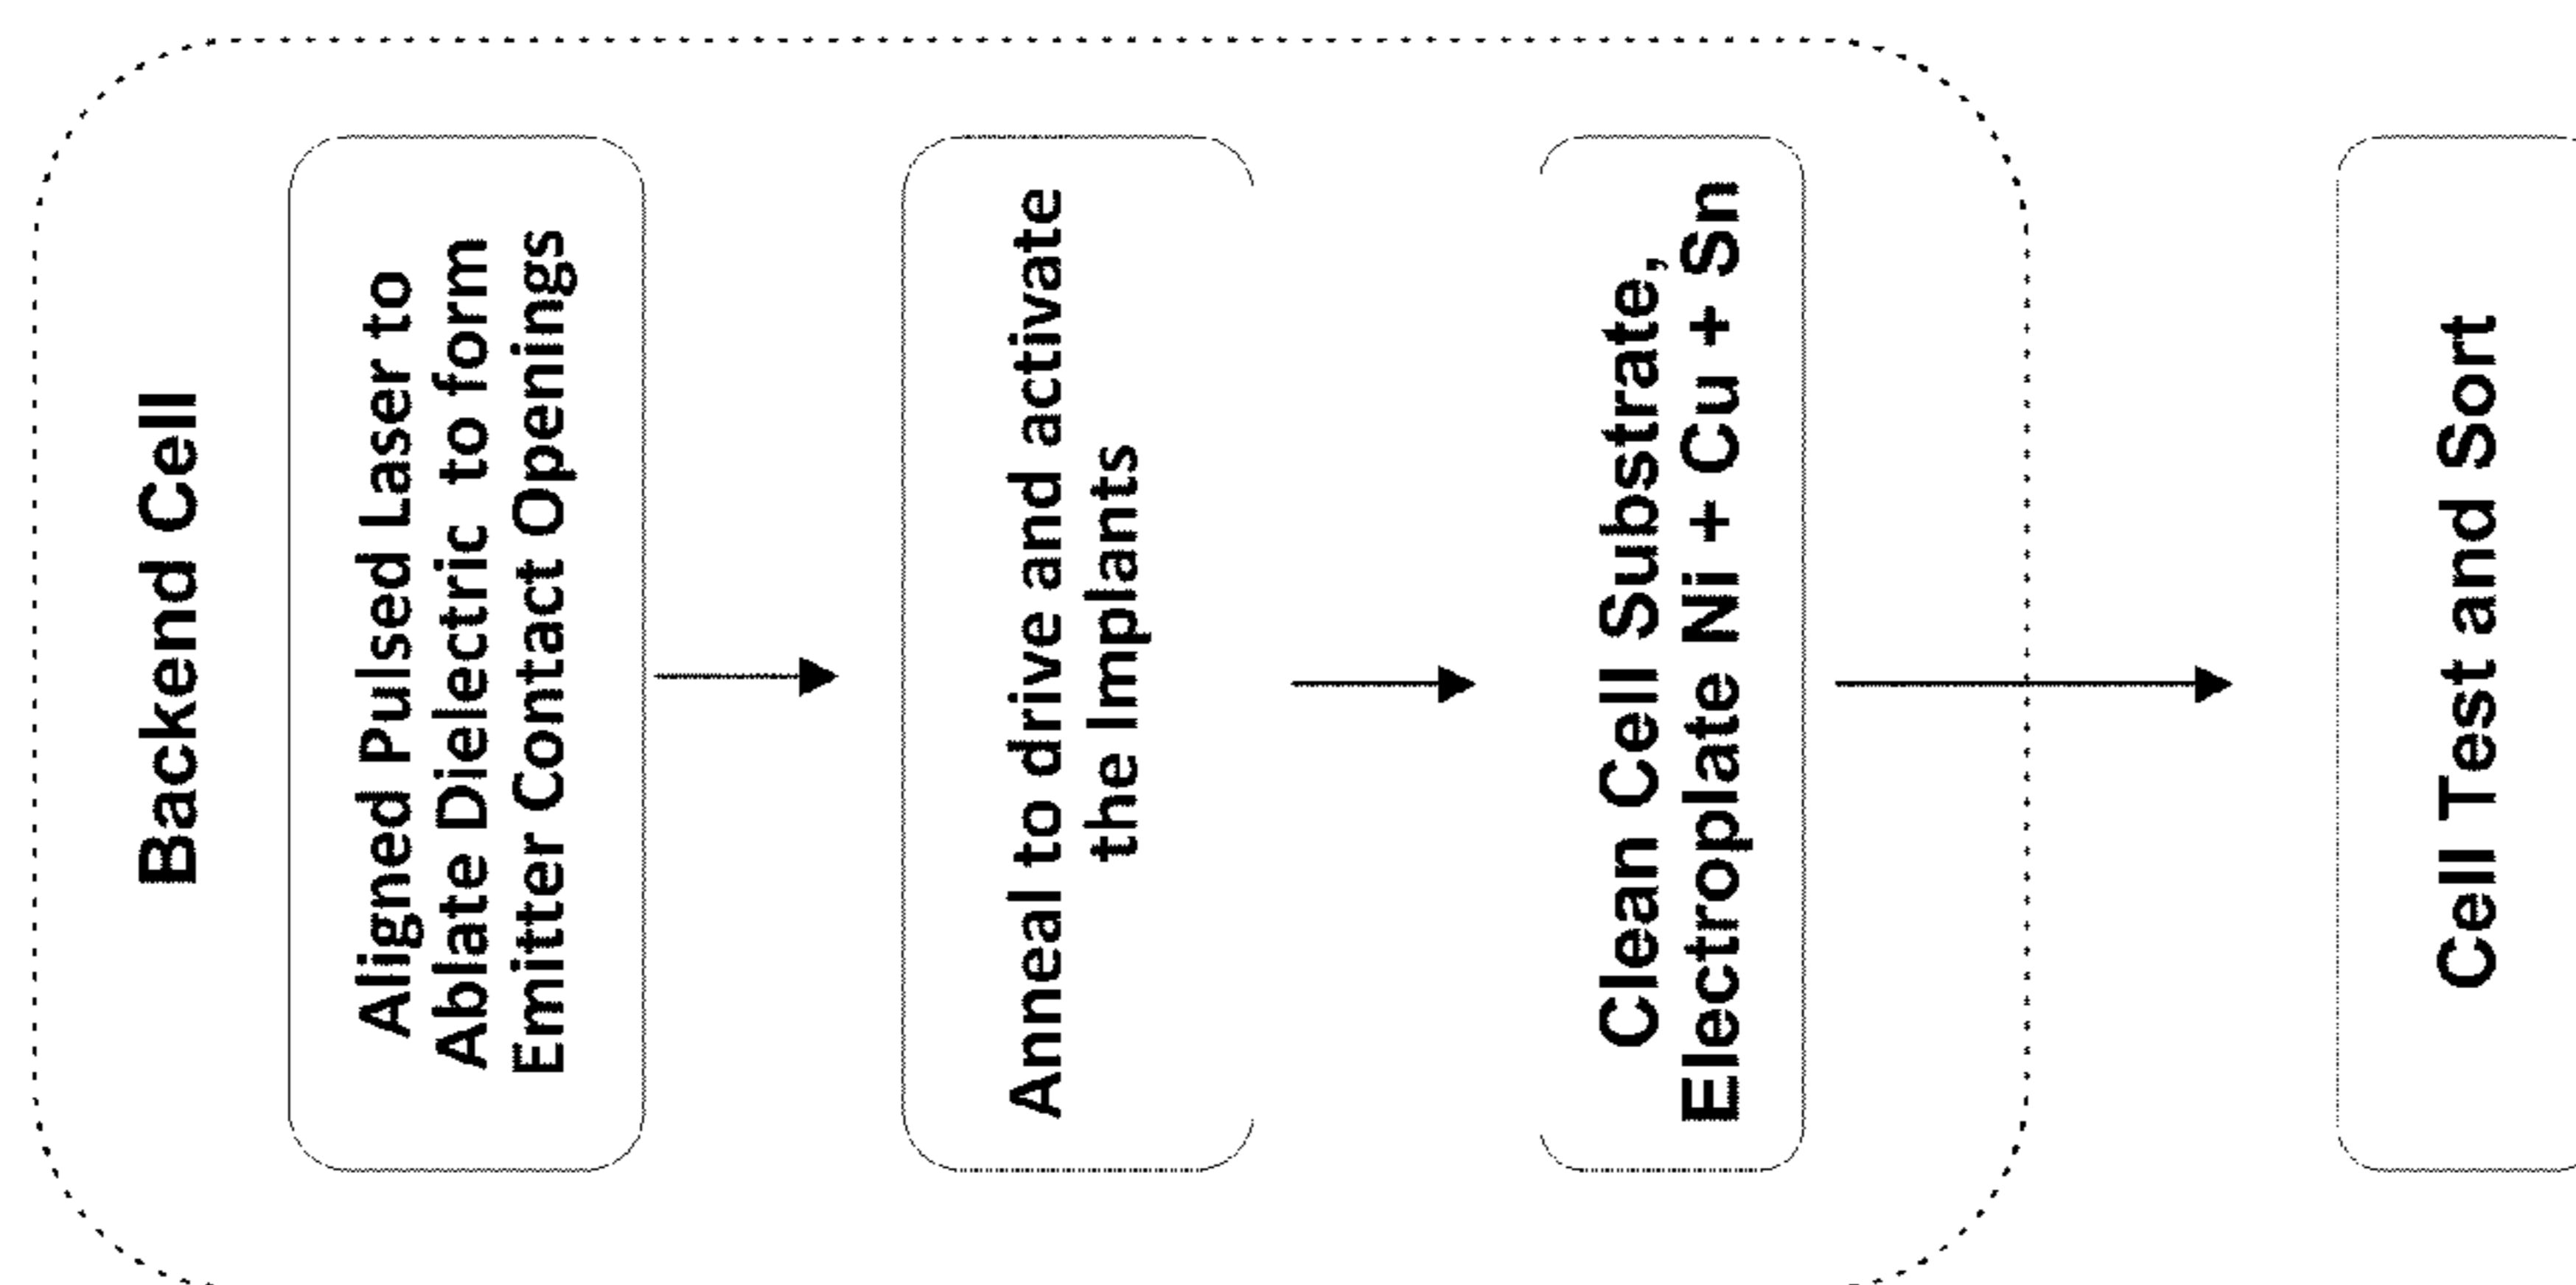 Backend Cell
Aligned Pulsed Laser to
Ablate Dielectric to form
Emitter Contact Openings
Anneal to drive and activate
the Implants
Clean Cell Substrate,
Electroplate Ni + Cu + Sn
Cell Test and Sort